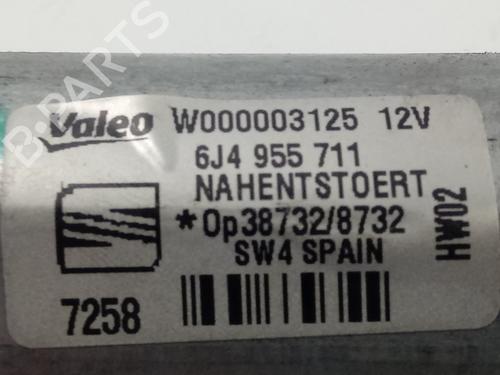 Valeo W000003125 12V
6J4 955 711
NAHENTSTOERT
*Op38732/8732
SW4 SPAIN
HW02
7258
B-PARTS